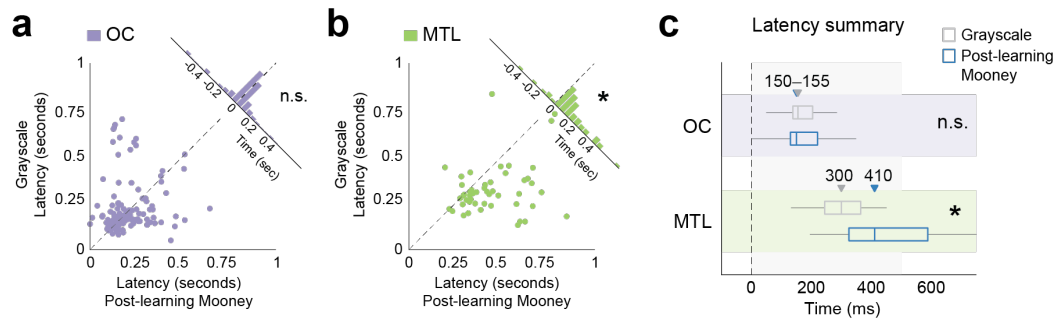 a
OC
Grayscale
Latency (seconds)
1
0.75
0.5
0.25
0
0
0.25
0.5
0.75
1
Latency (seconds)
Post-learning Mooney
-0.4
-0.2
0
0.2
0.4
Time (sec)
n.s.
b
MTL
Grayscale
Latency (seconds)
1
0.75
0.5
0.25
0
0
0.25
0.5
0.75
1
Latency (seconds)
Post-learning Mooney
-0.4
-0.2
0
0.2
0.4
Time (sec)
*
c
Latency summary
Grayscale
Post-learning
Mooney
150–155
OC
n.s.
300
410
MTL
*
0
200
400
600
Time (ms)